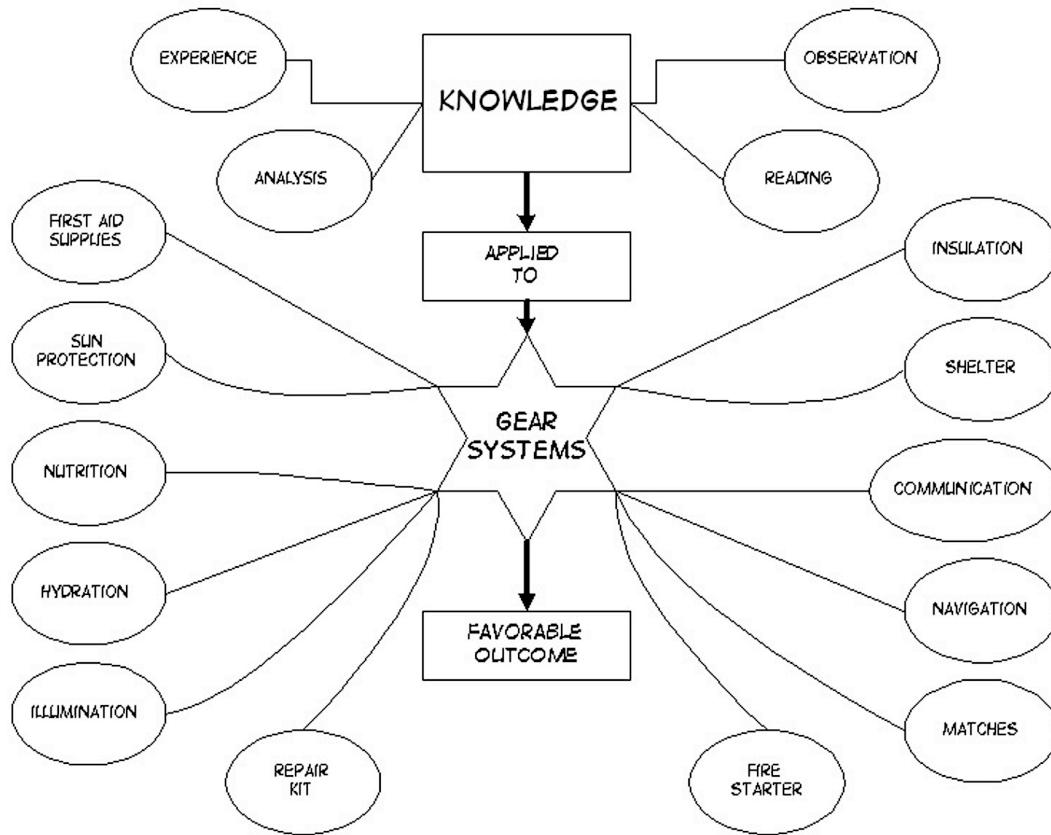 EXPERIENCE
KNOWLEDGE
OBSERVATION
ANALYSIS
READING
FIRST AID
SUPPLIES
APPLIED
TO
INSULATION
SUN
PROTECTION
SHELTER
GEAR
SYSTEMS
NUTRITION
COMMUNICATION
HYDRATION
NAVIGATION
FAVORABLE
OUTCOME
ILLUMINATION
MATCHES
REPAIR
KIT
FIRE
STARTER